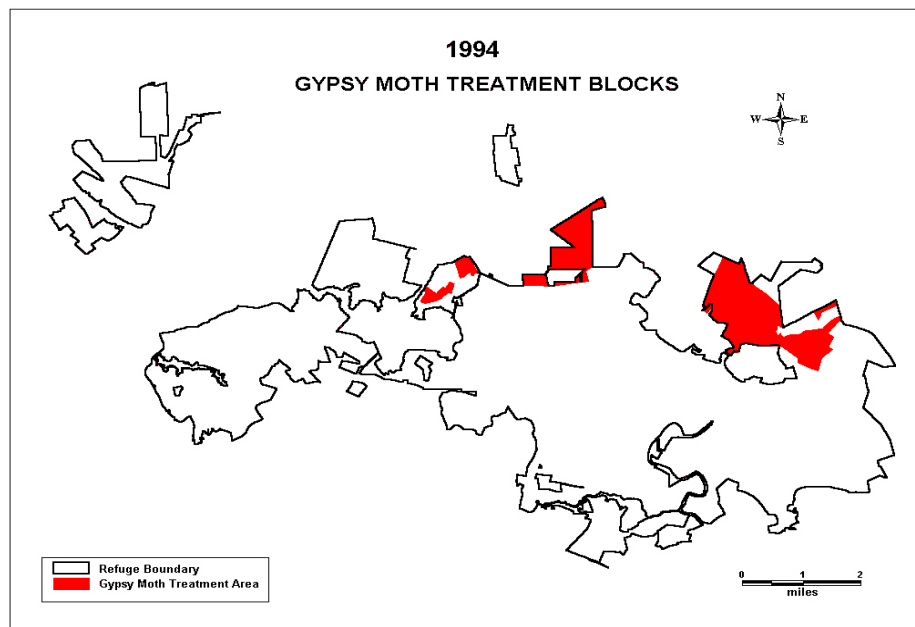 1994
GYPSY MOTH TREATMENT BLOCKS
N
W E
S
Refuge Boundary
Gypsy Moth Treatment Area
0 1 2
miles